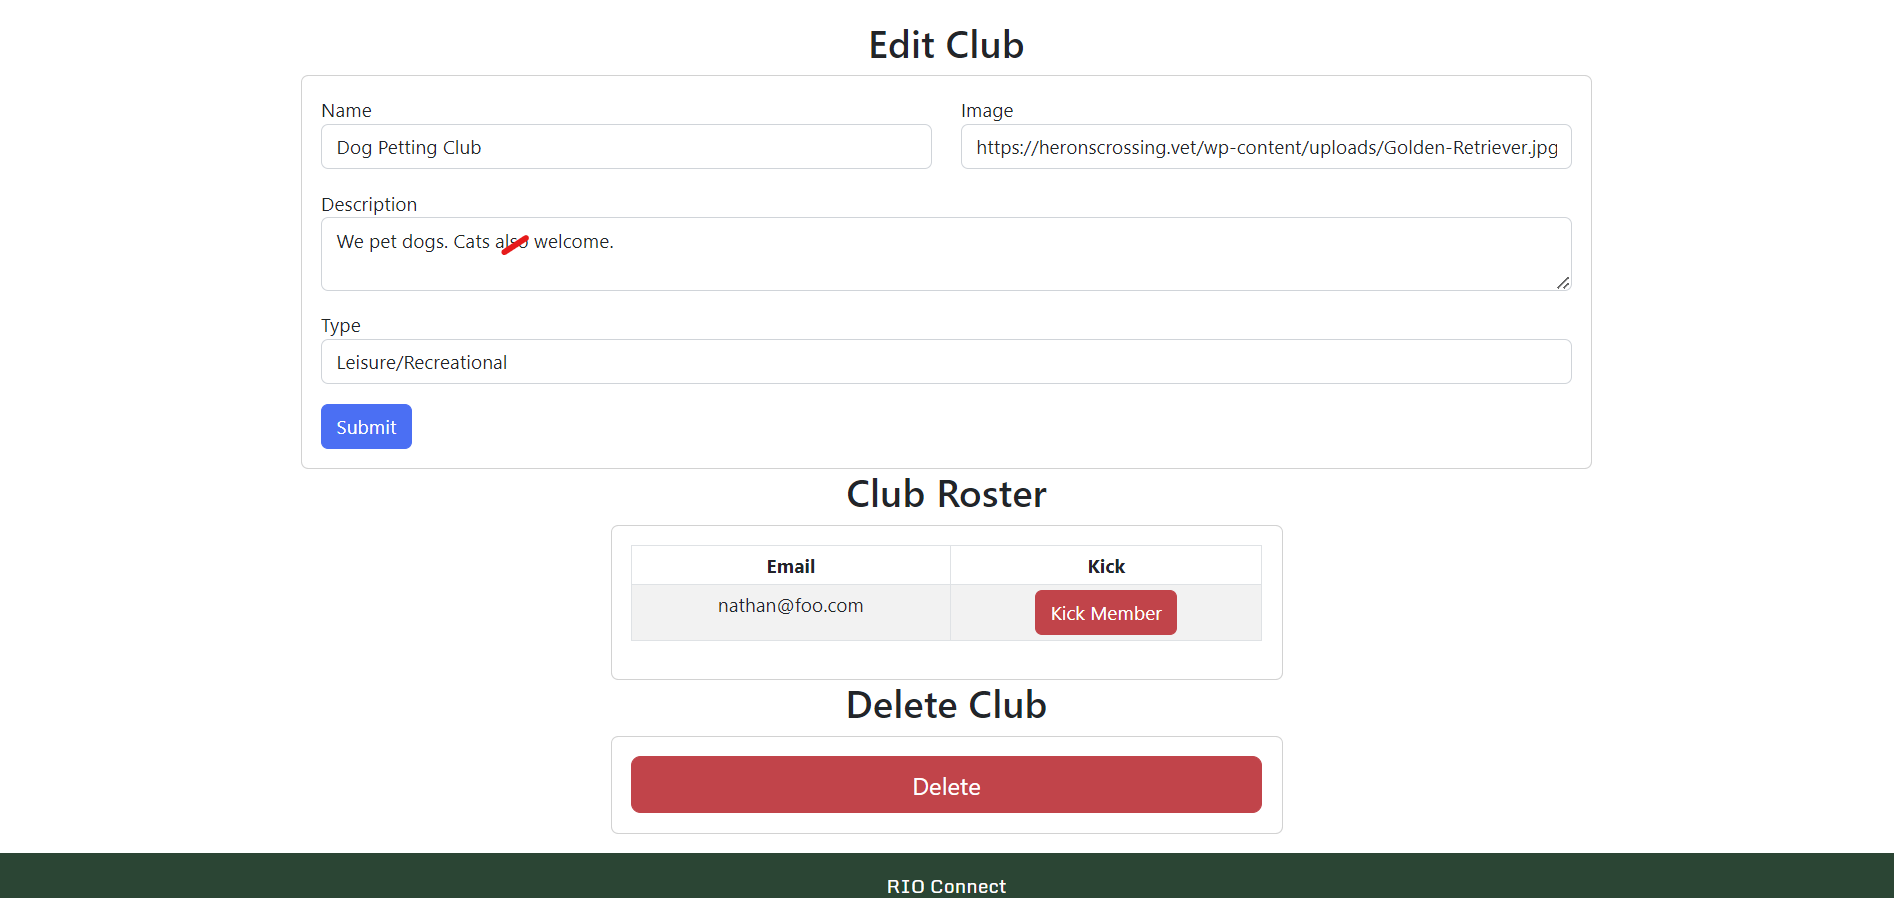 Edit Club
Name
Image
Dog Petting Club
https://heronscrossing.vet/wp-content/uploads/Golden-Retriever.jpg
Description
We pet dogs. Cats also welcome.
Type
Leisure/Recreational
Submit
Club Roster
Email
Kick
nathan@foo.com
Kick Member
Delete Club
Delete
RIO Connect